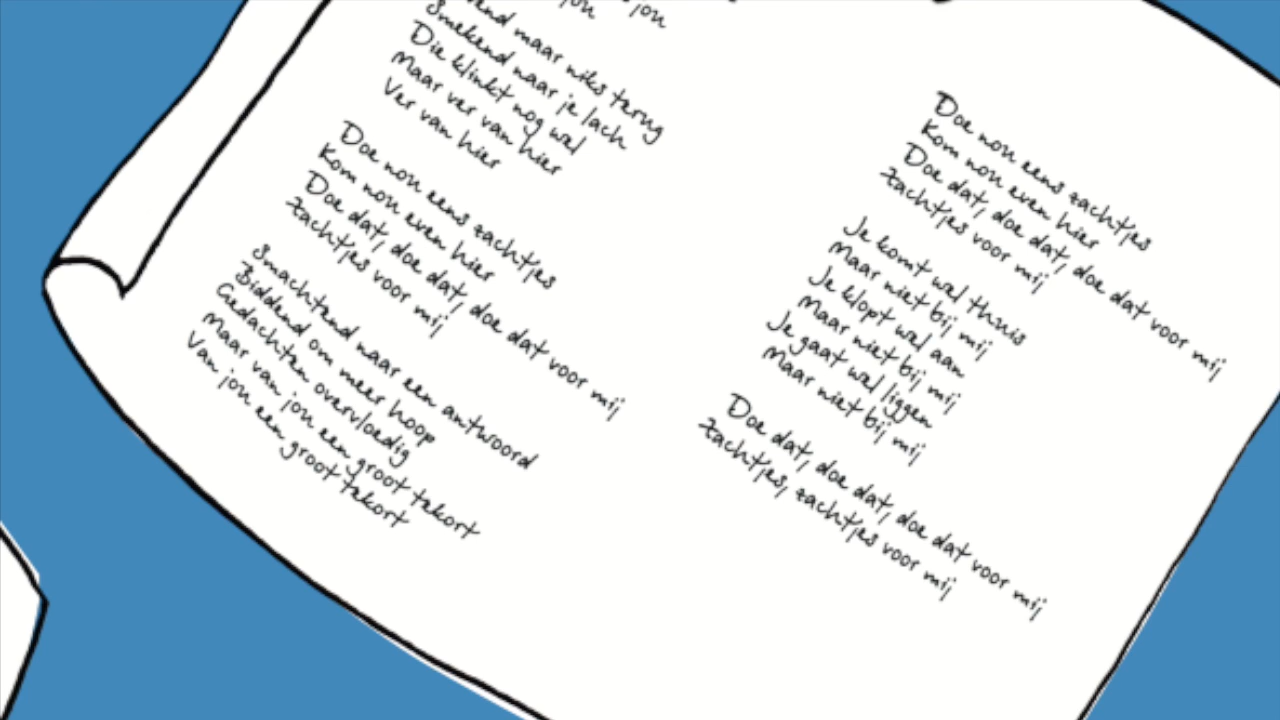 jou
maar niks terug
Smekend naar je lach
Die klinkt nog wel
Maar ver van hier
Ver van hier
Doe nou eens zachtjes
Kom nou even hier
Doe dat, doe dat, doe dat voor mij
Zachtjes voor mij
Smachtend naar een antwoord
Biddend om meer hoop
Gedachten overvloedig
Maar van jou een groot tekort
Van jou een groot tekort
Doe nou eens zachtjes
Kom nou even hier
Doe dat, doe dat, doe dat voor mij
Zachtjes voor mij
Je komt wel thuis
Maar niet bij mij
Je klopt wel aan
Maar niet bij mij
Je gaat wel liggen
Maar niet bij mij
Doe dat, doe dat, doe dat voor mij
Zachtjes, zachtjes voor mij